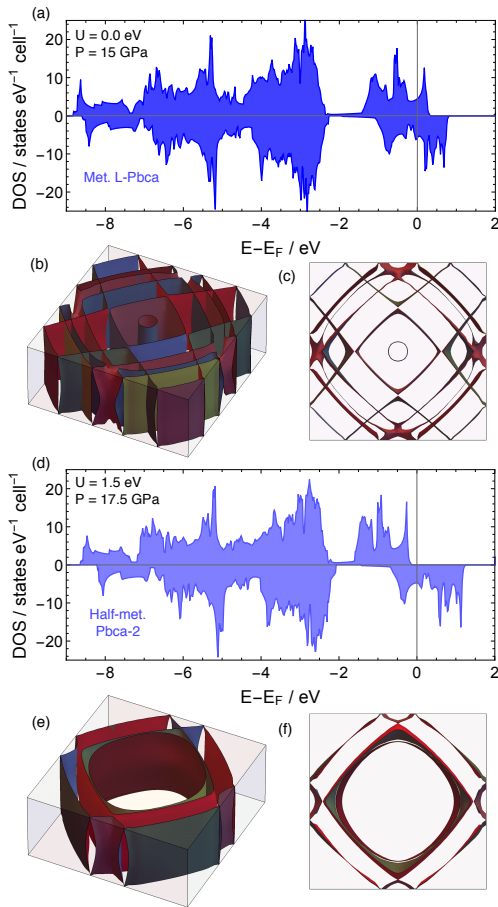 (a)
U = 0.0 eV
P = 15 GPa
Met. L-Pbca
DOS / states eV⁻¹ cell⁻¹
20
10
0
−10
−20
−8 −6 −4 −2 0 2
E−E_F / eV
(b)
(c)
(d)
U = 1.5 eV
P = 17.5 GPa
Half-met.
Pbca-2
DOS / states eV⁻¹ cell⁻¹
20
10
0
−10
−20
−8 −6 −4 −2 0 2
E−E_F / eV
(e)
(f)